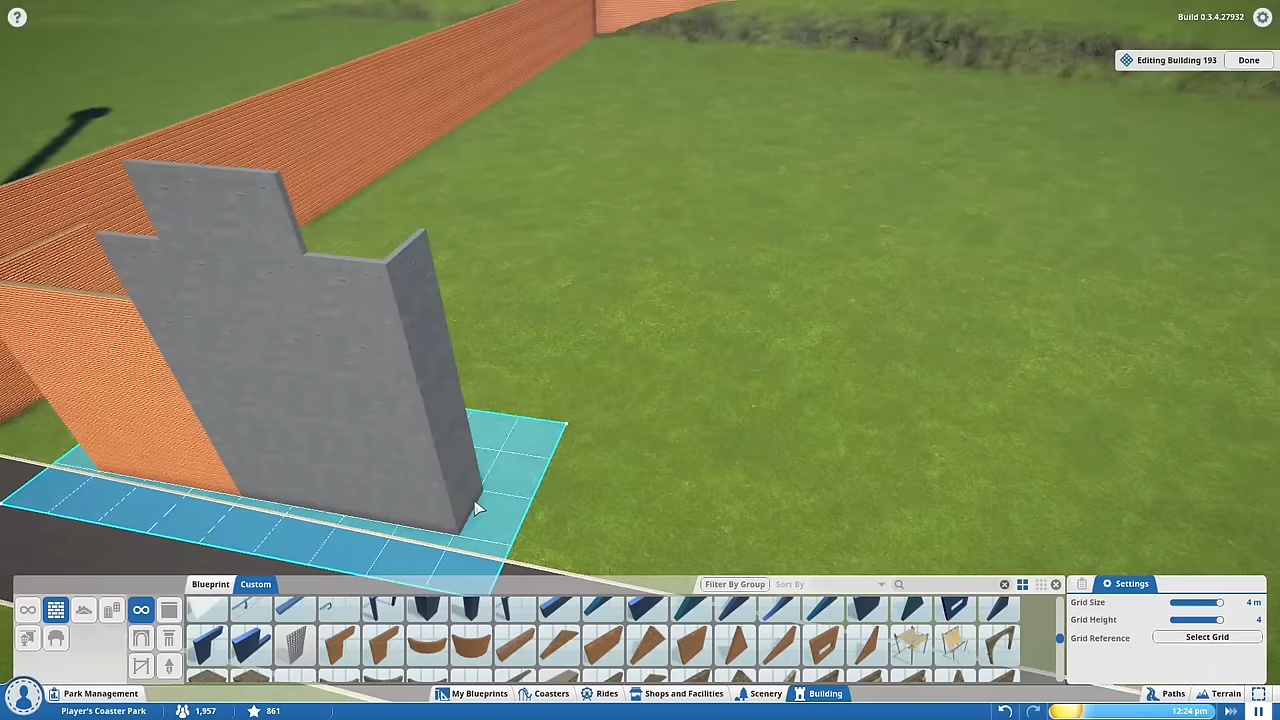 ?
Build 0.3.4.27932
Editing Building 193
Done
Blueprint
Custom
Filter By Group
Sort By
Settings
Grid Size
4 m
Grid Height
4
Grid Reference
Select Grid
Park Management
My Blueprints
Coasters
Rides
Shops and Facilities
Scenery
Building
Paths
Terrain
Player's Coaster Park
1,957
861
12:24 pm